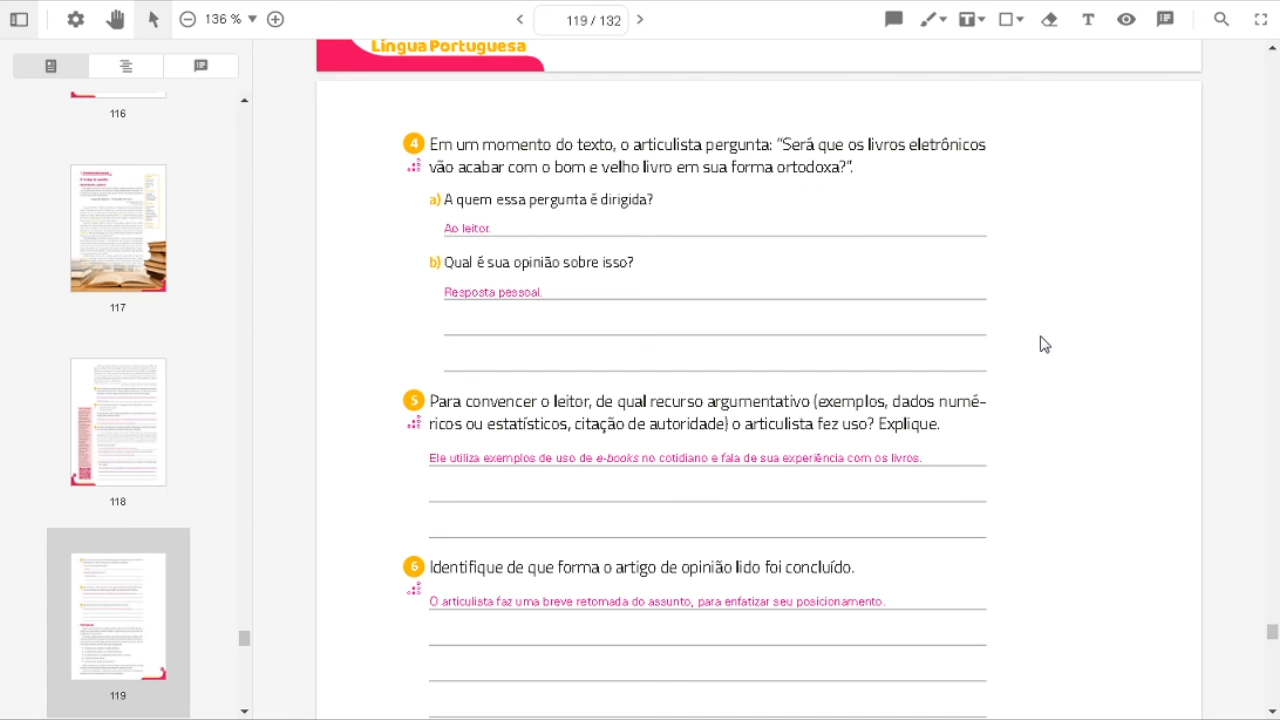 136 %
119 / 132
Língua Portuguesa
116
117
118
119
4 Em um momento do texto, o articulista pergunta: “Será que os livros eletrônicos
vão acabar com o bom e velho livro em sua forma ortodoxa?”.
a) A quem essa pergunta é dirigida?
Ao leitor.
b) Qual é sua opinião sobre isso?
Resposta pessoal.
5 Para convencer o leitor, de qual recurso argumentativo (exemplos, dados numé-
ricos ou estatísticos, citação de autoridade) o articulista fez uso? Explique.
Ele utiliza exemplos de uso de e-books no cotidiano e fala de sua experiência com os livros.
6 Identifique de que forma o artigo de opinião lido foi concluído.
O articulista faz uma breve retomada do assunto, para enfatizar seu posicionamento.